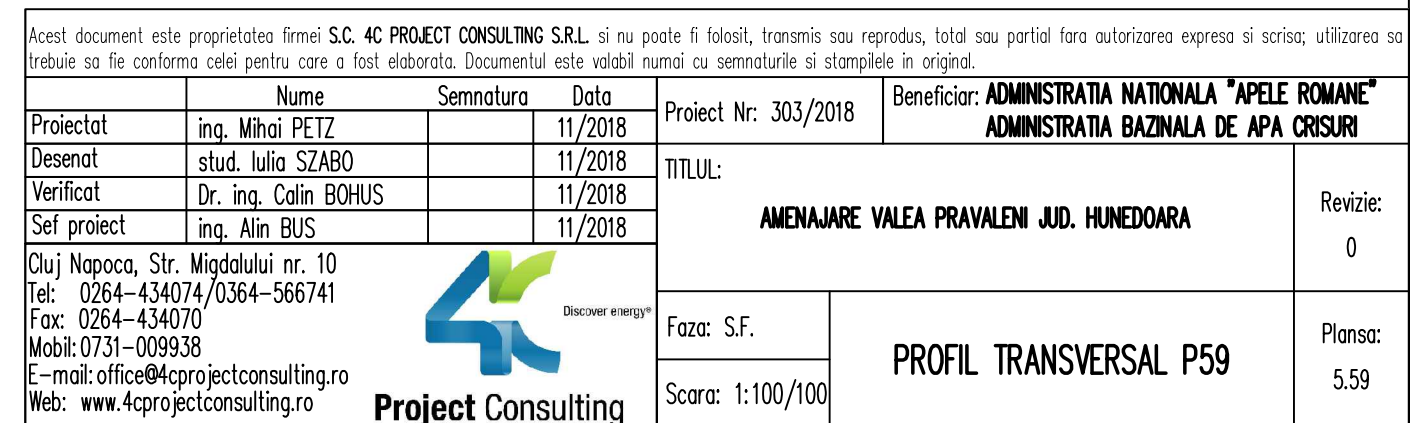 Acest document este proprietatea firmei S.C. 4C PROJECT CONSULTING S.R.L. si nu poate fi folosit, transmis sau reprodus, total sau partial fara autorizarea expresa si scrisa; utilizarea sa
trebuie sa fie conforma celei pentru care a fost elaborata. Documentul este valabil numai cu semnaturile si stampilele in original.
Nume Semnatura Data
Proiectat ing. Mihai PETZ 11/2018
Desenat stud. Iulia SZABO 11/2018
Verificat Dr. ing. Calin BOHUS 11/2018
Sef proiect ing. Alin BUS 11/2018
Cluj Napoca, Str. Migdalului nr. 10
Tel: 0264-434074/0364-566741
Fax: 0264-434070
Mobil: 0731-009938
E-mail: office@4cprojectconsulting.ro
Web: www.4cprojectconsulting.ro
4C
Discover energy®
Project Consulting
Proiect Nr: 303/2018
Beneficiar: ADMINISTRATIA NATIONALA "APELE ROMANE"
ADMINISTRATIA BAZINALA DE APA CRISURI
TITLUL:
AMENAJARE VALEA PRAVALENI JUD. HUNEDOARA
Revizie:
0
Faza: S.F.
Scara: 1:100/100
PROFIL TRANSVERSAL P59
Plansa:
5.59